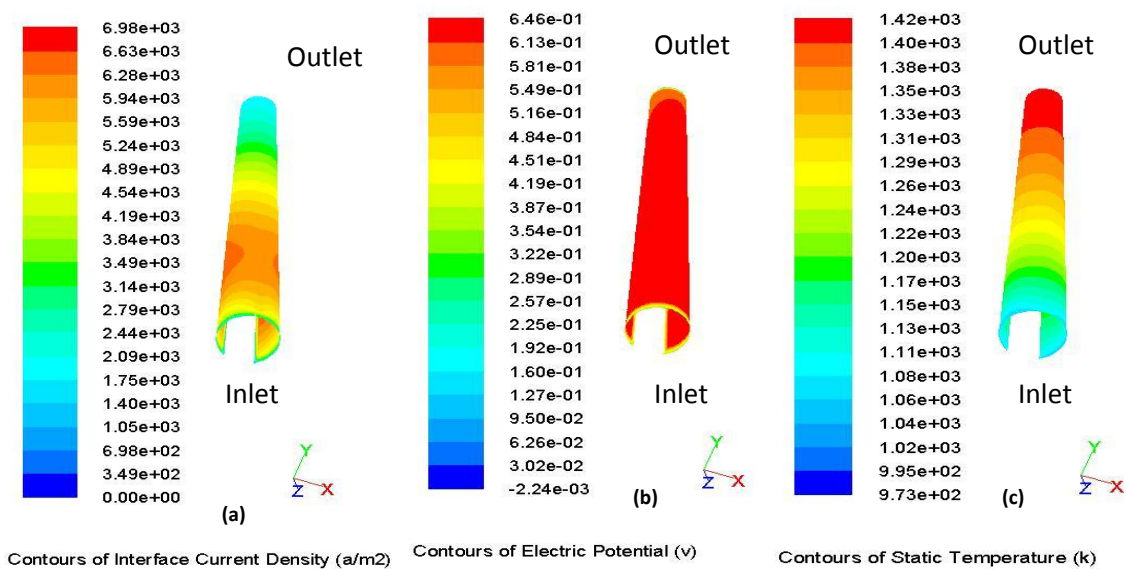 6.98e+03
6.63e+03
6.28e+03
5.94e+03
5.59e+03
5.24e+03
4.89e+03
4.54e+03
4.19e+03
3.84e+03
3.49e+03
3.14e+03
2.79e+03
2.44e+03
2.09e+03
1.75e+03
1.40e+03
1.05e+03
6.98e+02
3.49e+02
0.00e+00
Outlet
Inlet
Y
Z
X
(a)
Contours of Interface Current Density (a/m2)
6.46e-01
6.13e-01
5.81e-01
5.49e-01
5.16e-01
4.84e-01
4.51e-01
4.19e-01
3.87e-01
3.54e-01
3.22e-01
2.89e-01
2.57e-01
2.25e-01
1.92e-01
1.60e-01
1.27e-01
9.50e-02
6.26e-02
3.02e-02
-2.24e-03
Outlet
Inlet
Y
Z
X
(b)
Contours of Electric Potential (v)
1.42e+03
1.40e+03
1.38e+03
1.35e+03
1.33e+03
1.31e+03
1.29e+03
1.26e+03
1.24e+03
1.22e+03
1.20e+03
1.17e+03
1.15e+03
1.13e+03
1.11e+03
1.08e+03
1.06e+03
1.04e+03
1.02e+03
9.95e+02
9.73e+02
Outlet
Inlet
Y
Z
X
(c)
Contours of Static Temperature (k)